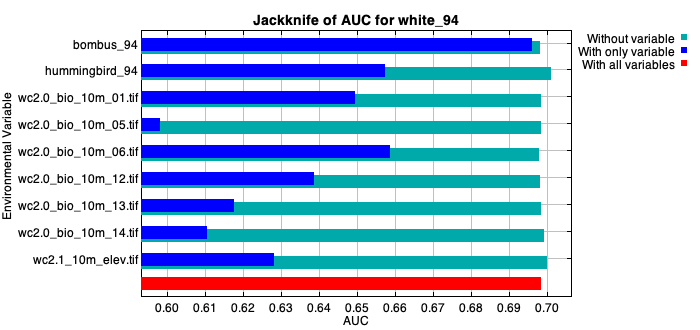 Jackknife of AUC for white_94
Without variable
With only variable
With all variables
Environmental Variable
bombus_94
hummingbird_94
wc2.0_bio_10m_01.tif
wc2.0_bio_10m_05.tif
wc2.0_bio_10m_06.tif
wc2.0_bio_10m_12.tif
wc2.0_bio_10m_13.tif
wc2.0_bio_10m_14.tif
wc2.1_10m_elev.tif
0.60 0.61 0.62 0.63 0.64 0.65 0.66 0.67 0.68 0.69 0.70
AUC